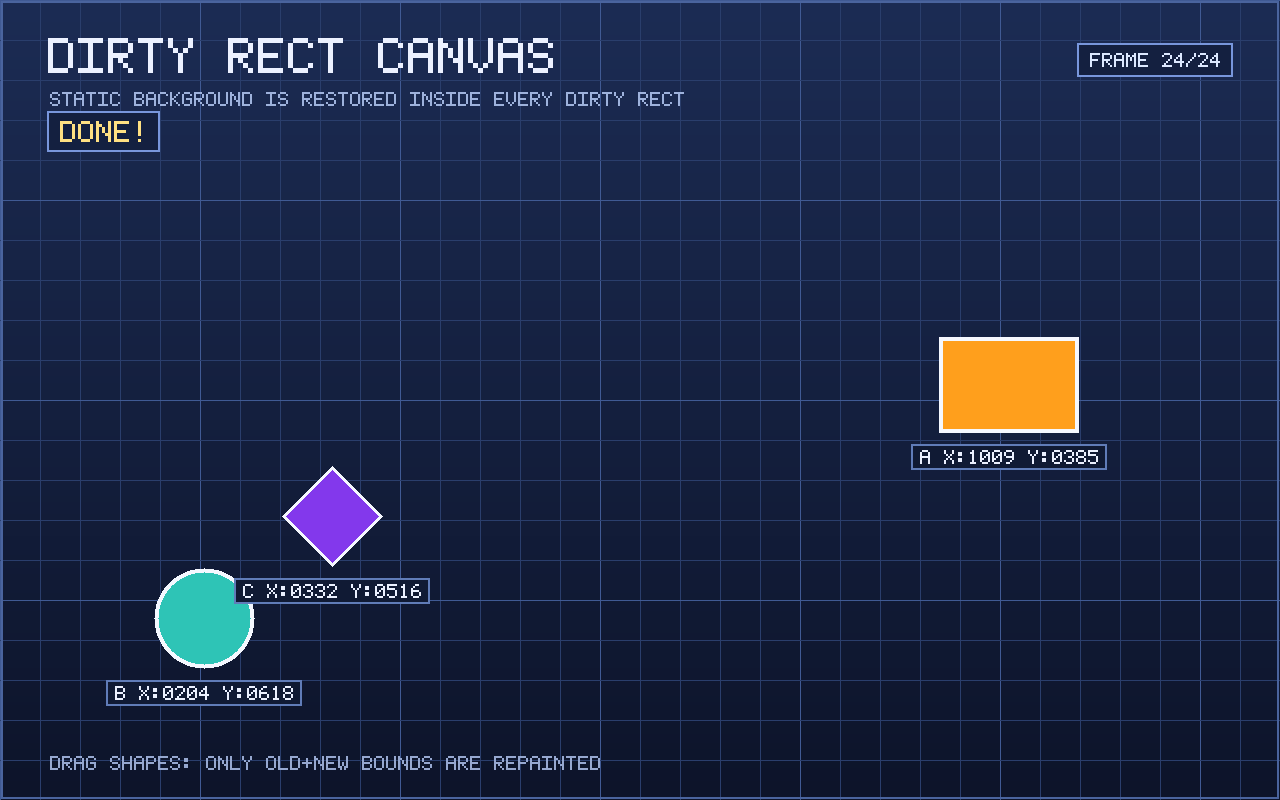 DIRTY RECT CANVAS
FRAME 24/24
STATIC BACKGROUND IS RESTORED INSIDE EVERY DIRTY RECT
DONE!
A X:1009 Y:0385
C X:0332 Y:0516
B X:0204 Y:0618
DRAG SHAPES: ONLY OLD+NEW BOUNDS ARE REPAINTED